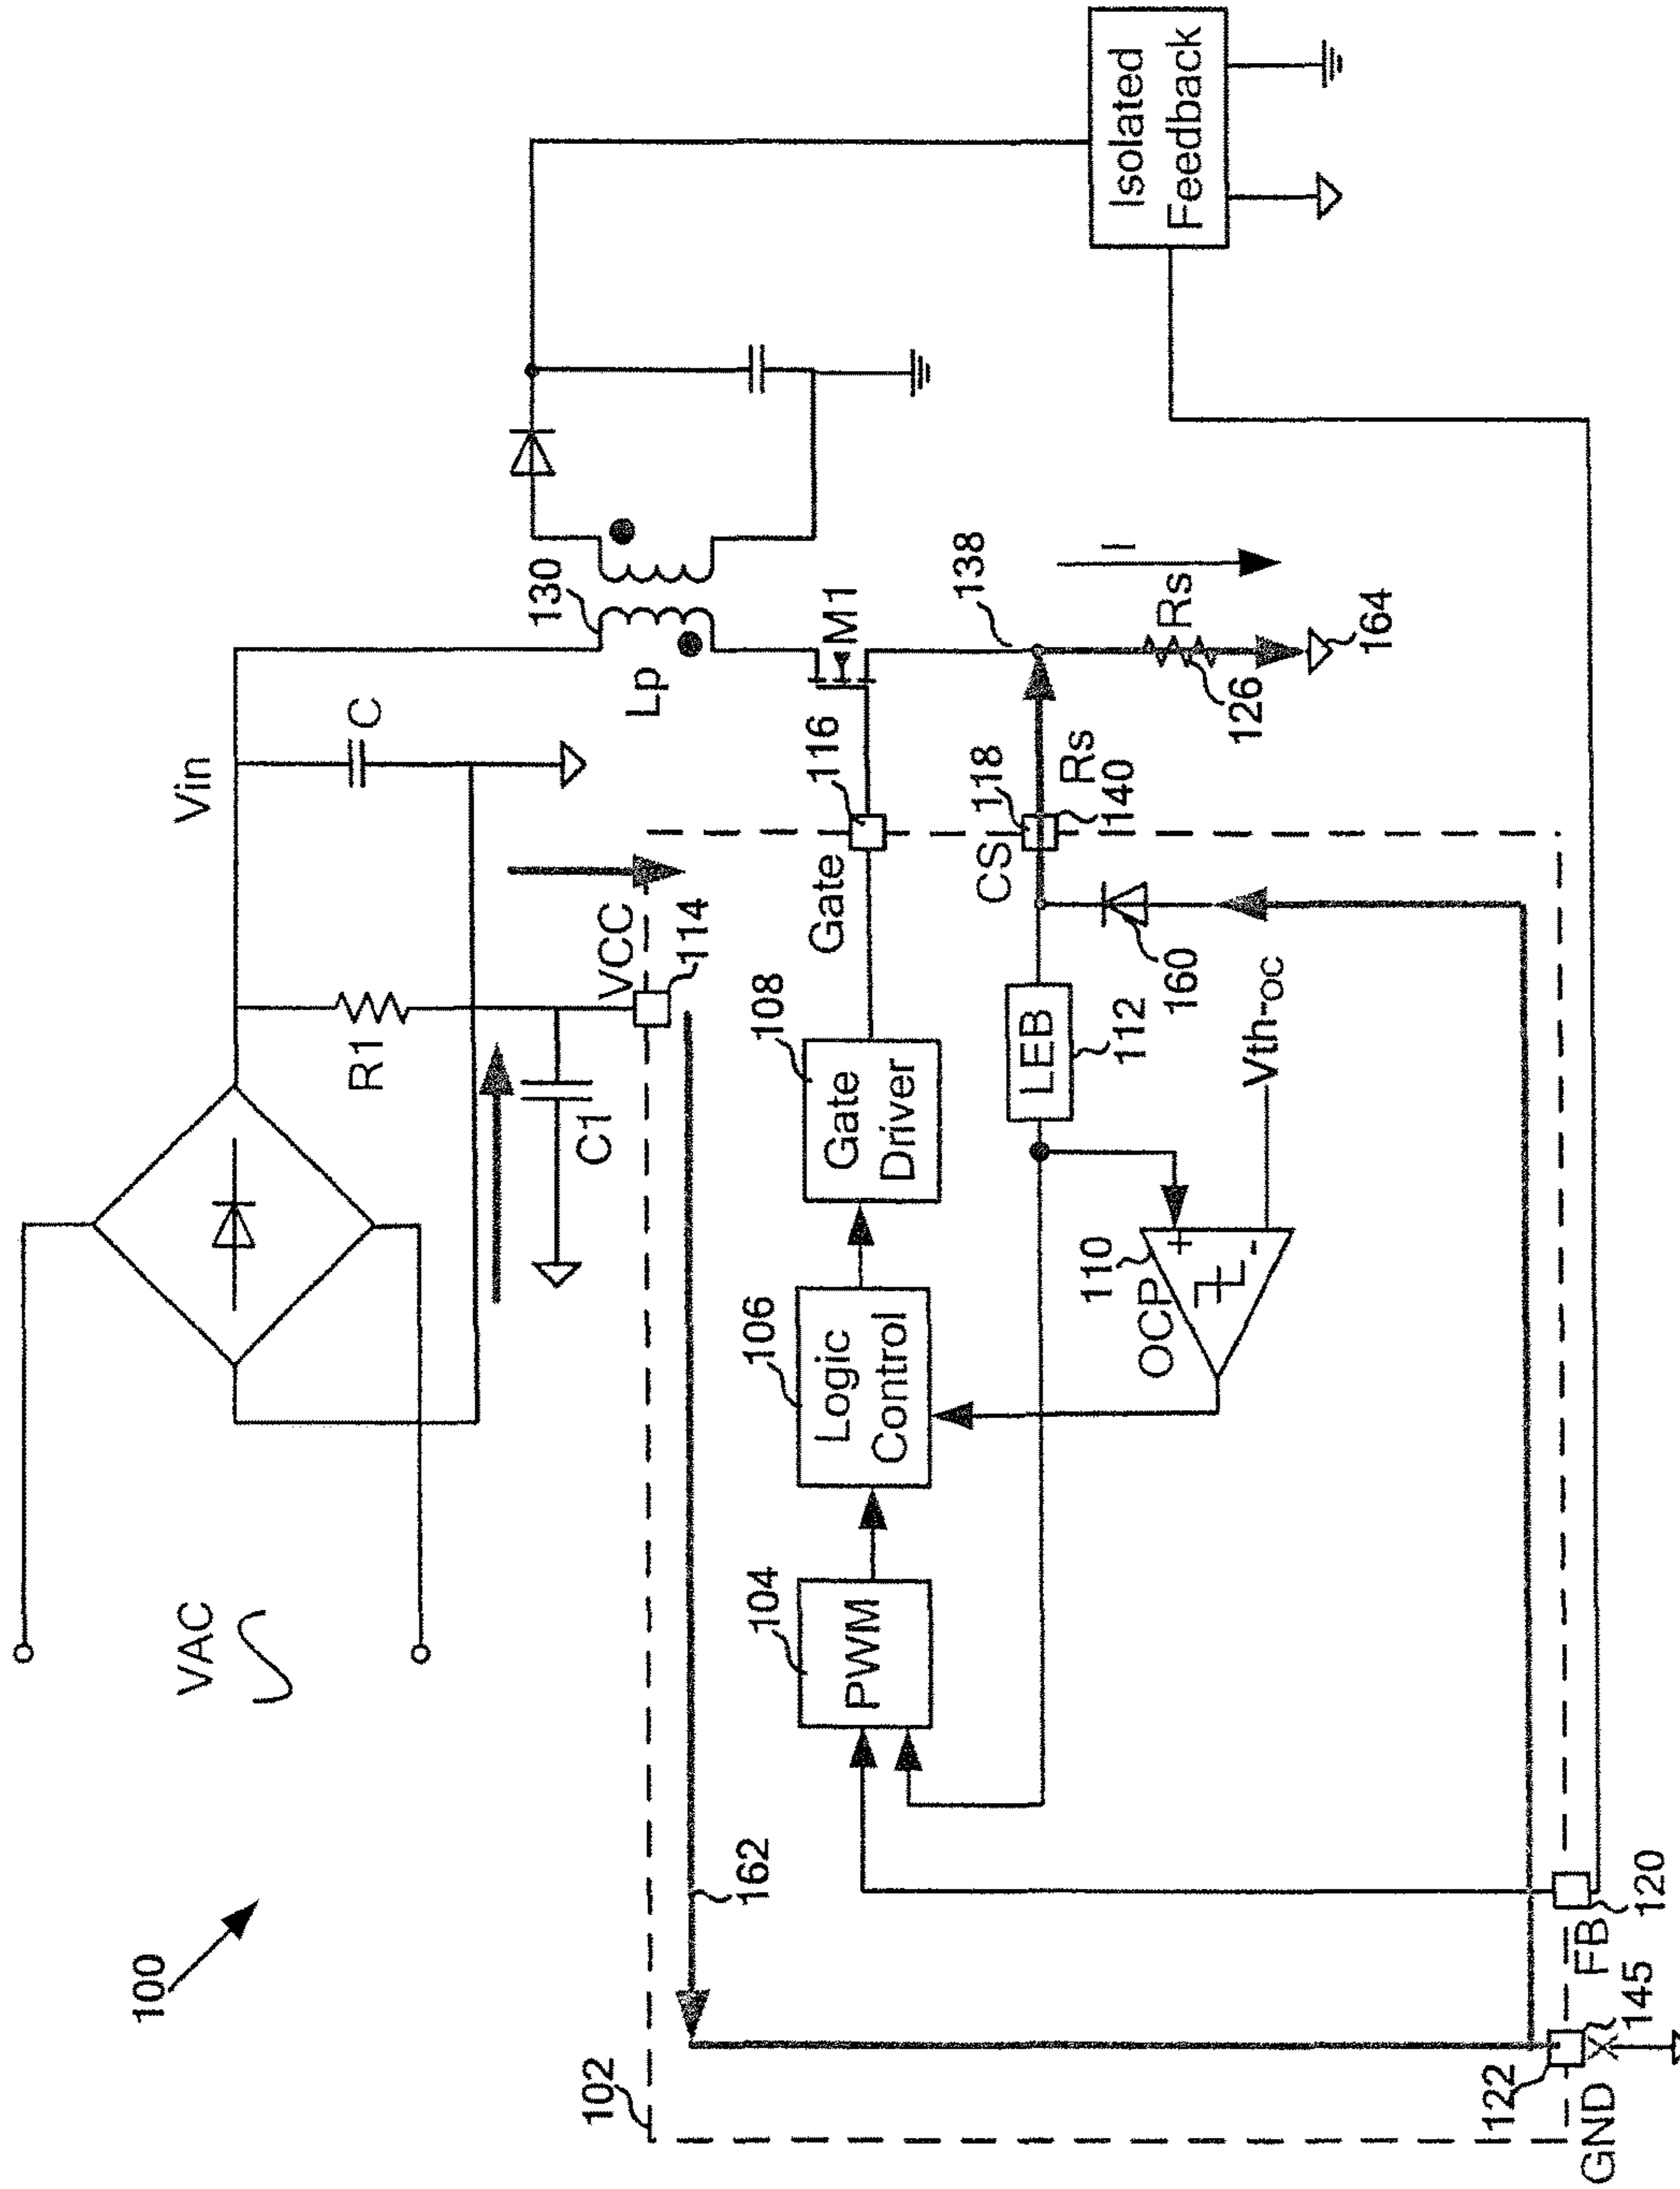 100
VAC
Vin
C
R1
C1
VCC
114
130
Lp
M1
116
Gate
138
I
Rs
126
164
118
CS
Rs
140
160
102
162
104
PWM
106
Logic
Control
108
Gate
Driver
LEB
112
110
OCP
+
-
Vth-oc
122
GND
145
FB
120
Isolated
Feedback